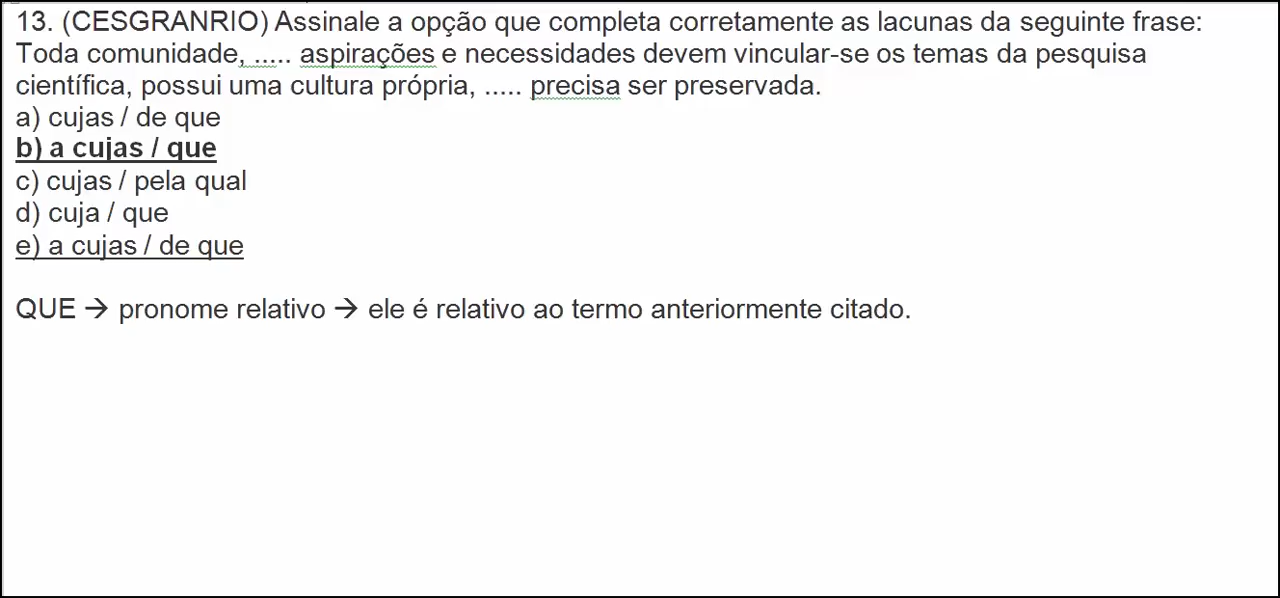 13. (CESGRANRIO) Assinale a opção que completa corretamente as lacunas da seguinte frase:
Toda comunidade, ..... aspirações e necessidades devem vincular-se os temas da pesquisa
científica, possui uma cultura própria, ..... precisa ser preservada.
a) cujas / de que
b) a cujas / que
c) cujas / pela qual
d) cuja / que
e) a cujas / de que
QUE → pronome relativo → ele é relativo ao termo anteriormente citado.